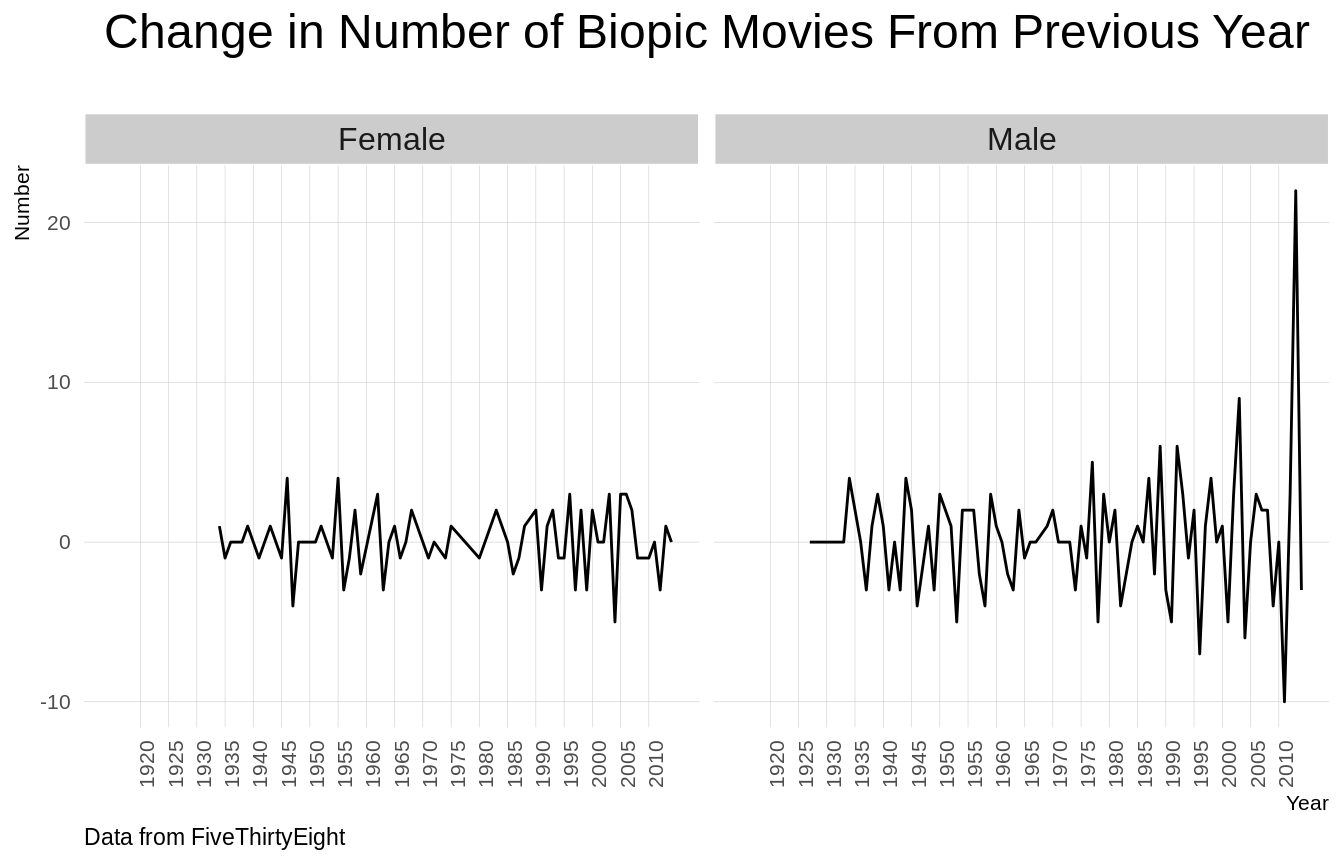 Change in Number of Biopic Movies From Previous Year
Female
Male
Number
20
10
0
-10
1920 1925 1930 1935 1940 1945 1950 1955 1960 1965 1970 1975 1980 1985 1990 1995 2000 2005 2010
1920 1925 1930 1935 1940 1945 1950 1955 1960 1965 1970 1975 1980 1985 1990 1995 2000 2005 2010
Year
Data from FiveThirtyEight